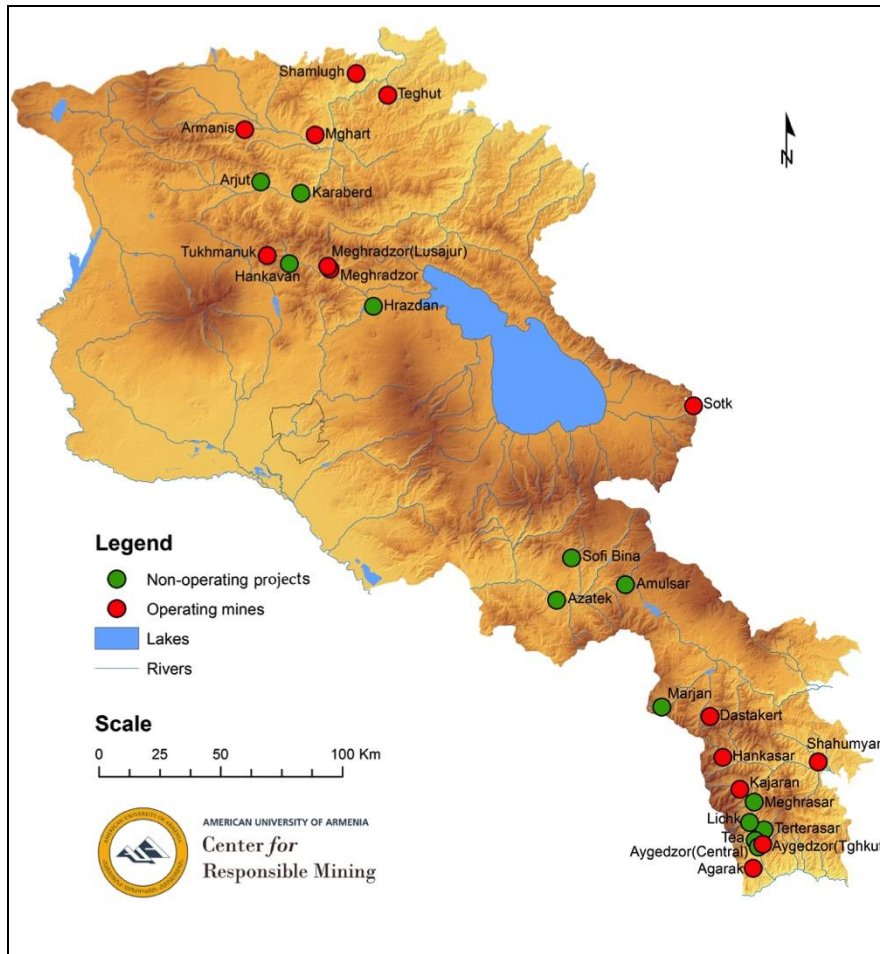 Shamlugh
Teghut
Armanis
Mghart
N
Arjut
Karaberd
Tukhmanuk
Meghradzor(Lusajur)
Hankavan
Meghradzor
Hrazdan
Sotk
Legend
Non-operating projects
Operating mines
Lakes
Rivers
Sofi Bina
Amulsar
Azatek
Marjan
Dastakert
Shahumyan
Hankasar
Kajaran
Meghrasar
Lichk
Terterasar
Tea
Aygedzor(Central)
Aygedzor(Tghkut
Agarak
Scale
0 25 50 100 Km
AMERICAN UNIVERSITY OF ARMENIA
Center for
Responsible Mining